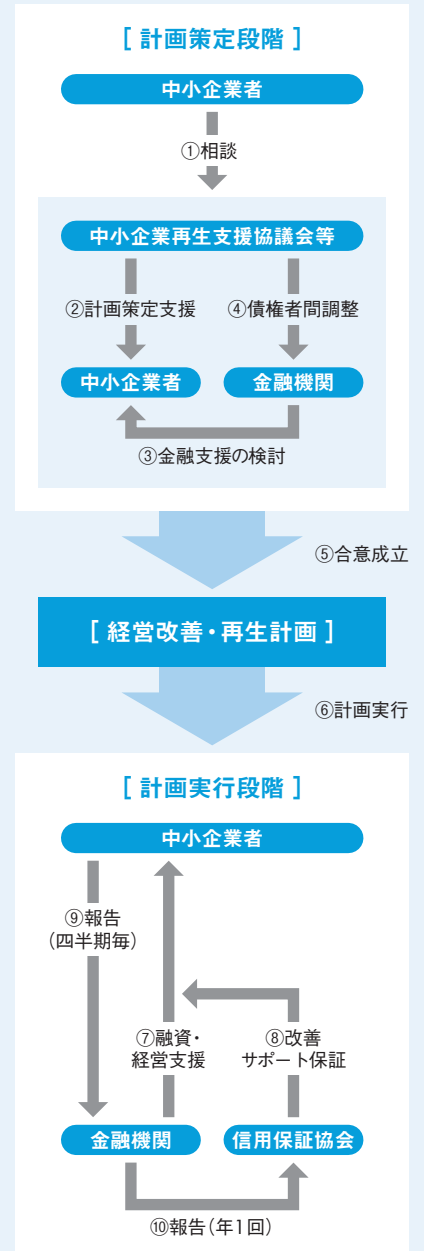 [ 計画策定段階 ]
中小企業者
①相談
中小企業再生支援協議会等
②計画策定支援 ④債権者間調整
中小企業者 金融機関
③金融支援の検討
⑤合意成立
[ 経営改善・再生計画 ]
⑥計画実行
[ 計画実行段階 ]
中小企業者
⑨報告
(四半期毎)
⑦融資・
経営支援
⑧改善
サポート保証
金融機関 信用保証協会
⑩報告(年1回)